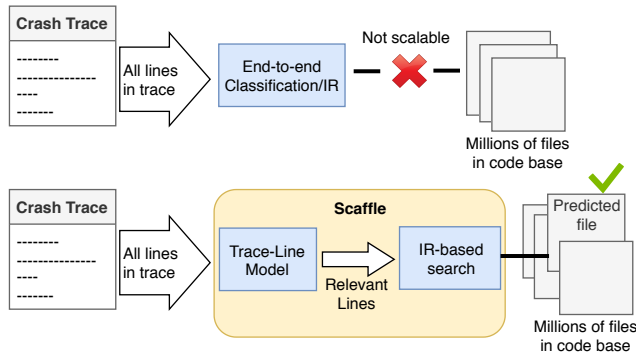 Crash Trace
All lines
in trace
End-to-end
Classification/IR
Not scalable
Millions of files
in code base
Crash Trace
All lines
in trace
Scaffle
Trace-Line
Model
Relevant
Lines
IR-based
search
Predicted
file
Millions of files
in code base